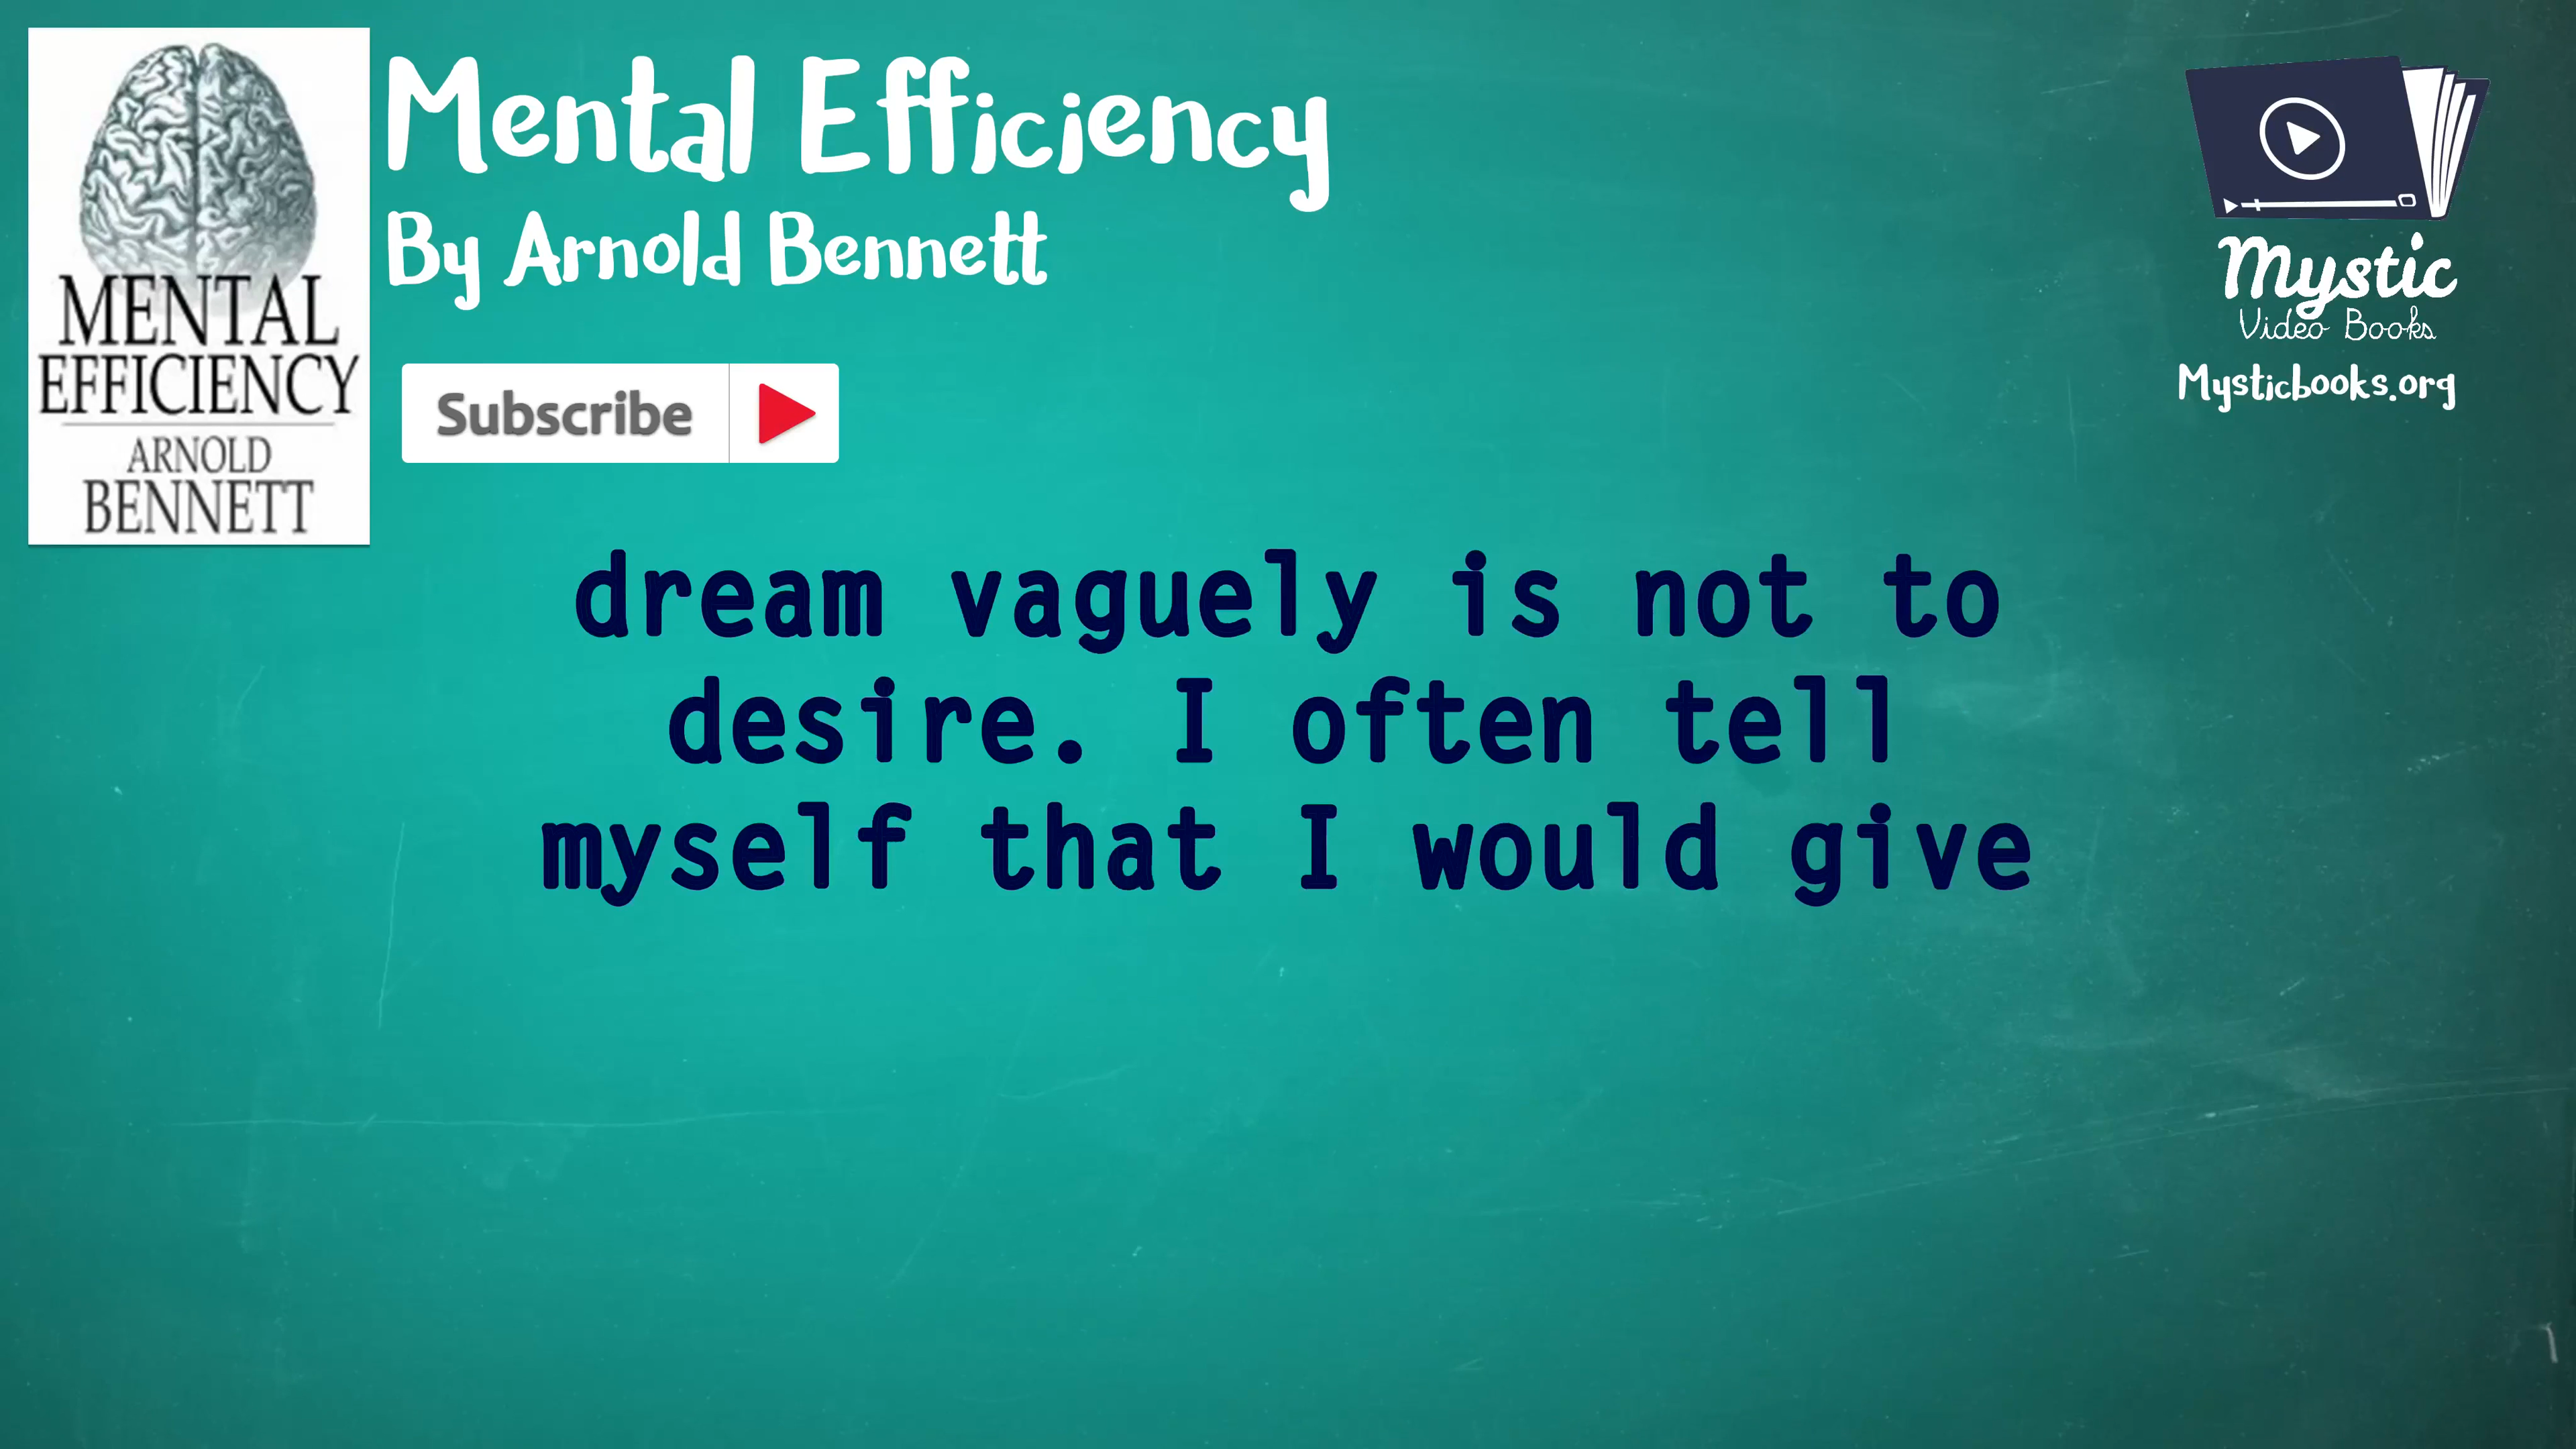 Mental Efficiency
By Arnold Bennett
MENTAL
EFFICIENCY
ARNOLD
BENNETT
Subscribe
Mystic
Video Books
Mysticbooks.org
dream vaguely is not to
desire. I often tell
myself that I would give